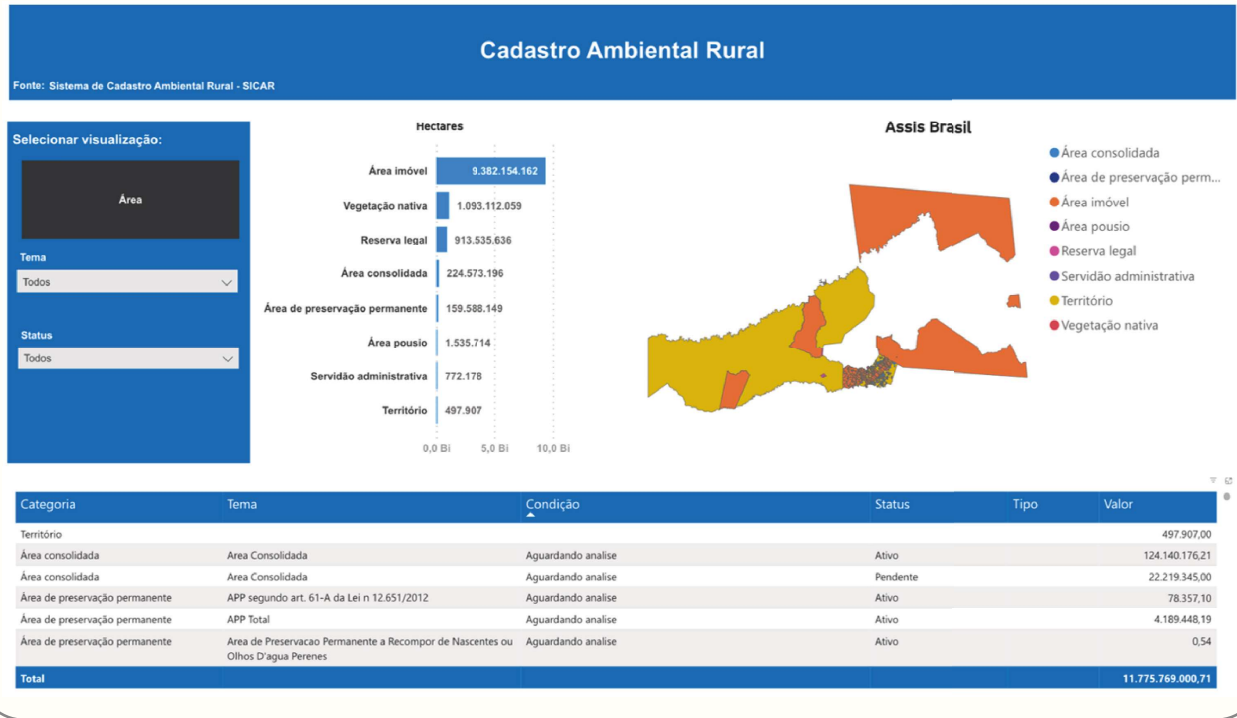 Cadastro Ambiental Rural
Fonte: Sistema de Cadastro Ambiental Rural - SICAR
Selecionar visualização:
Área
Tema
Todos
Status
Todos
Hectares
Área imóvel 9.382.154.162
Vegetação nativa 1.093.112.059
Reserva legal 913.535.636
Área consolidada 224.573.196
Área de preservação permanente 159.588.149
Área pousio 1.535.714
Servidão administrativa 772.178
Território 497.907
0,0 Bi 5,0 Bi 10,0 Bi
Assis Brasil
Área consolidada
Área de preservação perm...
Área imóvel
Área pousio
Reserva legal
Servidão administrativa
Território
Vegetação nativa
Categoria Tema Condição Status Tipo Valor
Território 497.907,00
Área consolidada Area Consolidada Aguardando analise Ativo 124.140.176,21
Área consolidada Area Consolidada Aguardando analise Pendente 22.219.345,00
Área de preservação permanente APP segundo art. 61-A da Lei n 12.651/2012 Aguardando analise Ativo 78.357,10
Área de preservação permanente APP Total Aguardando analise Ativo 4.189.448,19
Área de preservação permanente Area de Preservacao Permanente a Recompor de Nascentes ou Aguardando analise Ativo 0,54
Olhos D'agua Perenes
Total 11.775.769.000,71